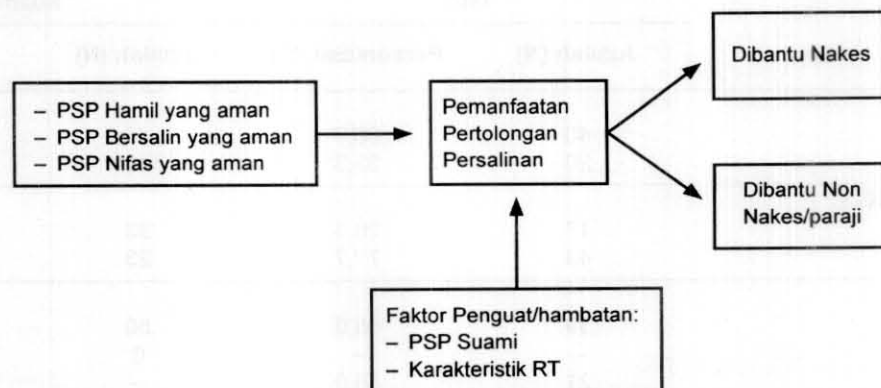 – PSP Hamil yang aman
– PSP Bersalin yang aman
– PSP Nifas yang aman
Pemanfaatan
Pertolongan
Persalinan
Dibantu Nakes
Dibantu Non
Nakes/paraji
Faktor Penguat/hambatan:
– PSP Suami
– Karakteristik RT